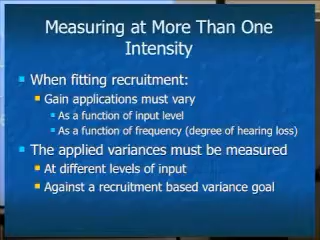 Measuring at More Than One
Intensity
When fitting recruitment:
Gain applications must vary
As a function of input level
As a function of frequency (degree of hearing loss)
The applied variances must be measured
At different levels of input
Against a recruitment based variance goal